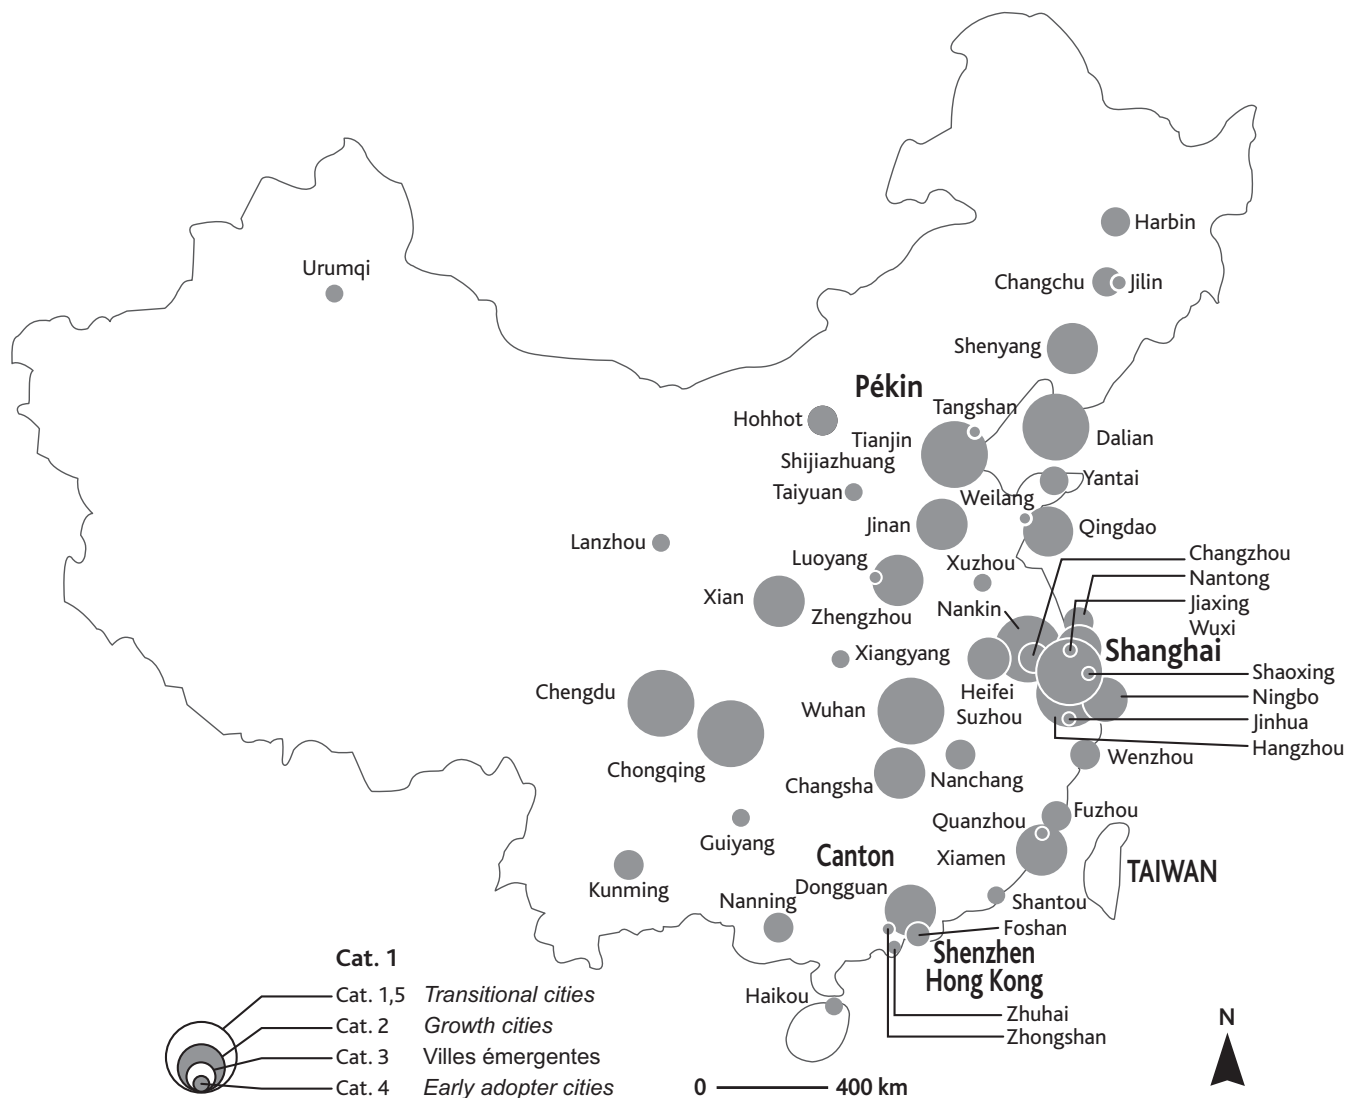 Harbin
Urumqi
Changchu
Jilin
Shenyang
Pékin
Tangshan
Hohhot
Tianjin
Dalian
Shijiazhuang
Taiyuan
Yantai
Weilang
Jinan
Qingdao
Lanzhou
Luoyang
Xuzhou
Changzhou
Nantong
Xian
Zhengzhou
Nankin
Jiaxing
Wuxi
Xiangyang
Shanghai
Shaoxing
Chengdu
Heifei
Ningbo
Wuhan
Suzhou
Jinhua
Hangzhou
Chongqing
Changsha
Nanchang
Wenzhou
Guiyang
Quanzhou
Fuzhou
Canton
Xiamen
TAIWAN
Kunming
Dongguan
Nanning
Shantou
Foshan
Shenzhen
Hong Kong
Haikou
Zhuhai
Zhongshan
Cat. 1
Cat. 1,5 Transitional cities
Cat. 2 Growth cities
Cat. 3 Villes émergentes
Cat. 4 Early adopter cities
0 400 km
N